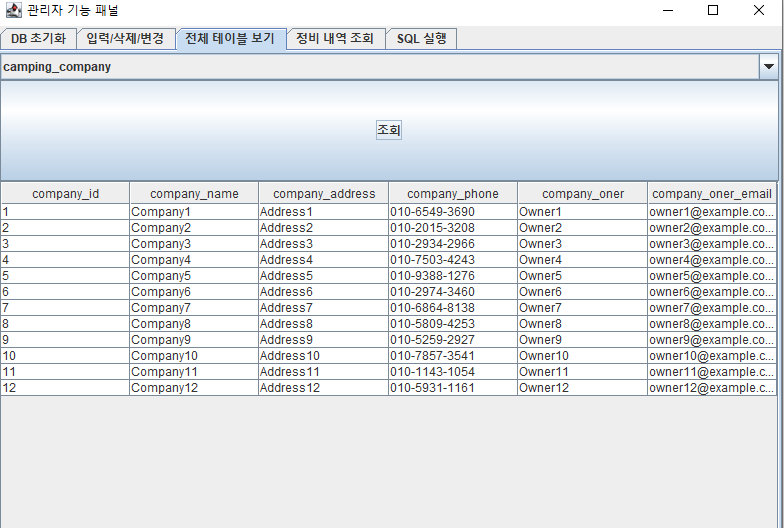 관리자 기능 패널
DB 초기화 입력/삭제/변경 전체 테이블 보기 정비 내역 조회 SQL 실행
camping_company
조회
company_id company_name company_address company_phone company_oner company_oner_email
1 Company1 Address1 010-6549-3690 Owner1 owner1@example.co...
2 Company2 Address2 010-2015-3208 Owner2 owner2@example.co...
3 Company3 Address3 010-2934-2966 Owner3 owner3@example.co...
4 Company4 Address4 010-7503-4243 Owner4 owner4@example.co...
5 Company5 Address5 010-9388-1276 Owner5 owner5@example.co...
6 Company6 Address6 010-2974-3460 Owner6 owner6@example.co...
7 Company7 Address7 010-6864-8138 Owner7 owner7@example.co...
8 Company8 Address8 010-5809-4253 Owner8 owner8@example.co...
9 Company9 Address9 010-5259-2927 Owner9 owner9@example.co...
10 Company10 Address10 010-7857-3541 Owner10 owner10@example.c...
11 Company11 Address11 010-1143-1054 Owner11 owner11@example.c...
12 Company12 Address12 010-5931-1161 Owner12 owner12@example.c...